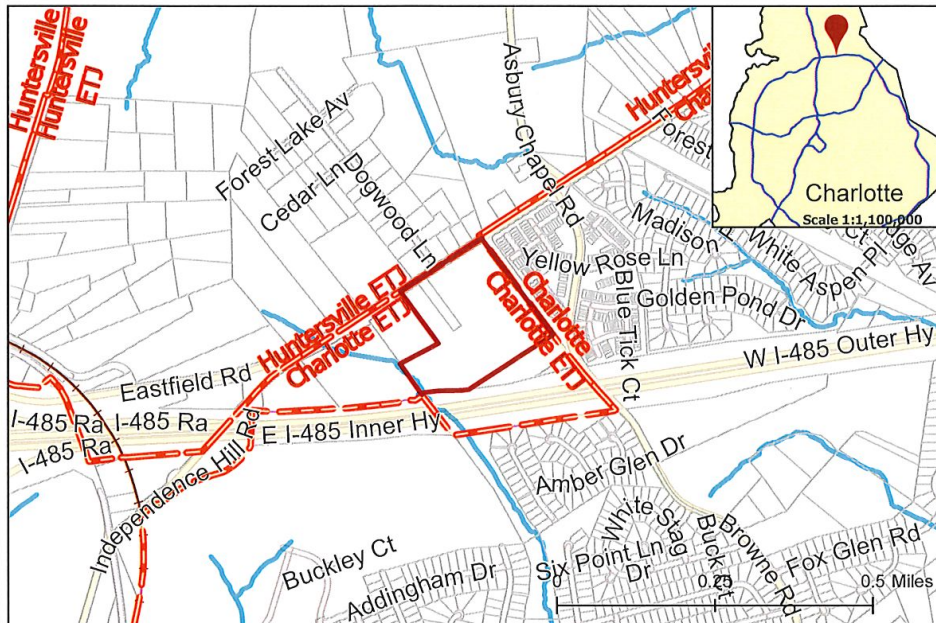 Huntersville
Huntersville
ETJ
Forest Lake Av
Cedar Ln
Dogwood Ln
Asbury Chapel Rd
Huntersville
Forest
Charlotte
Scale 1:1,100,000
Madison
White Aspen Pl
Ct
Yellow Rose Ln
Blue Tick Ct
Golden Pond Dr
Huntersville ETJ
Charlotte ETJ
Charlotte
Charlotte ETJ
Eastfield Rd
W I-485 Outer Hy
I-485 Ra
I-485 Ra
I-485 Ra
E I-485 Inner Hy
Independence Hill Rd
Amber Glen Dr
Buckley Ct
Addingham Dr
Six Point Ln
White Stag Dr
Buck Ct
Browne Rd
Fox Glen Rd
0.25
0.5 Miles